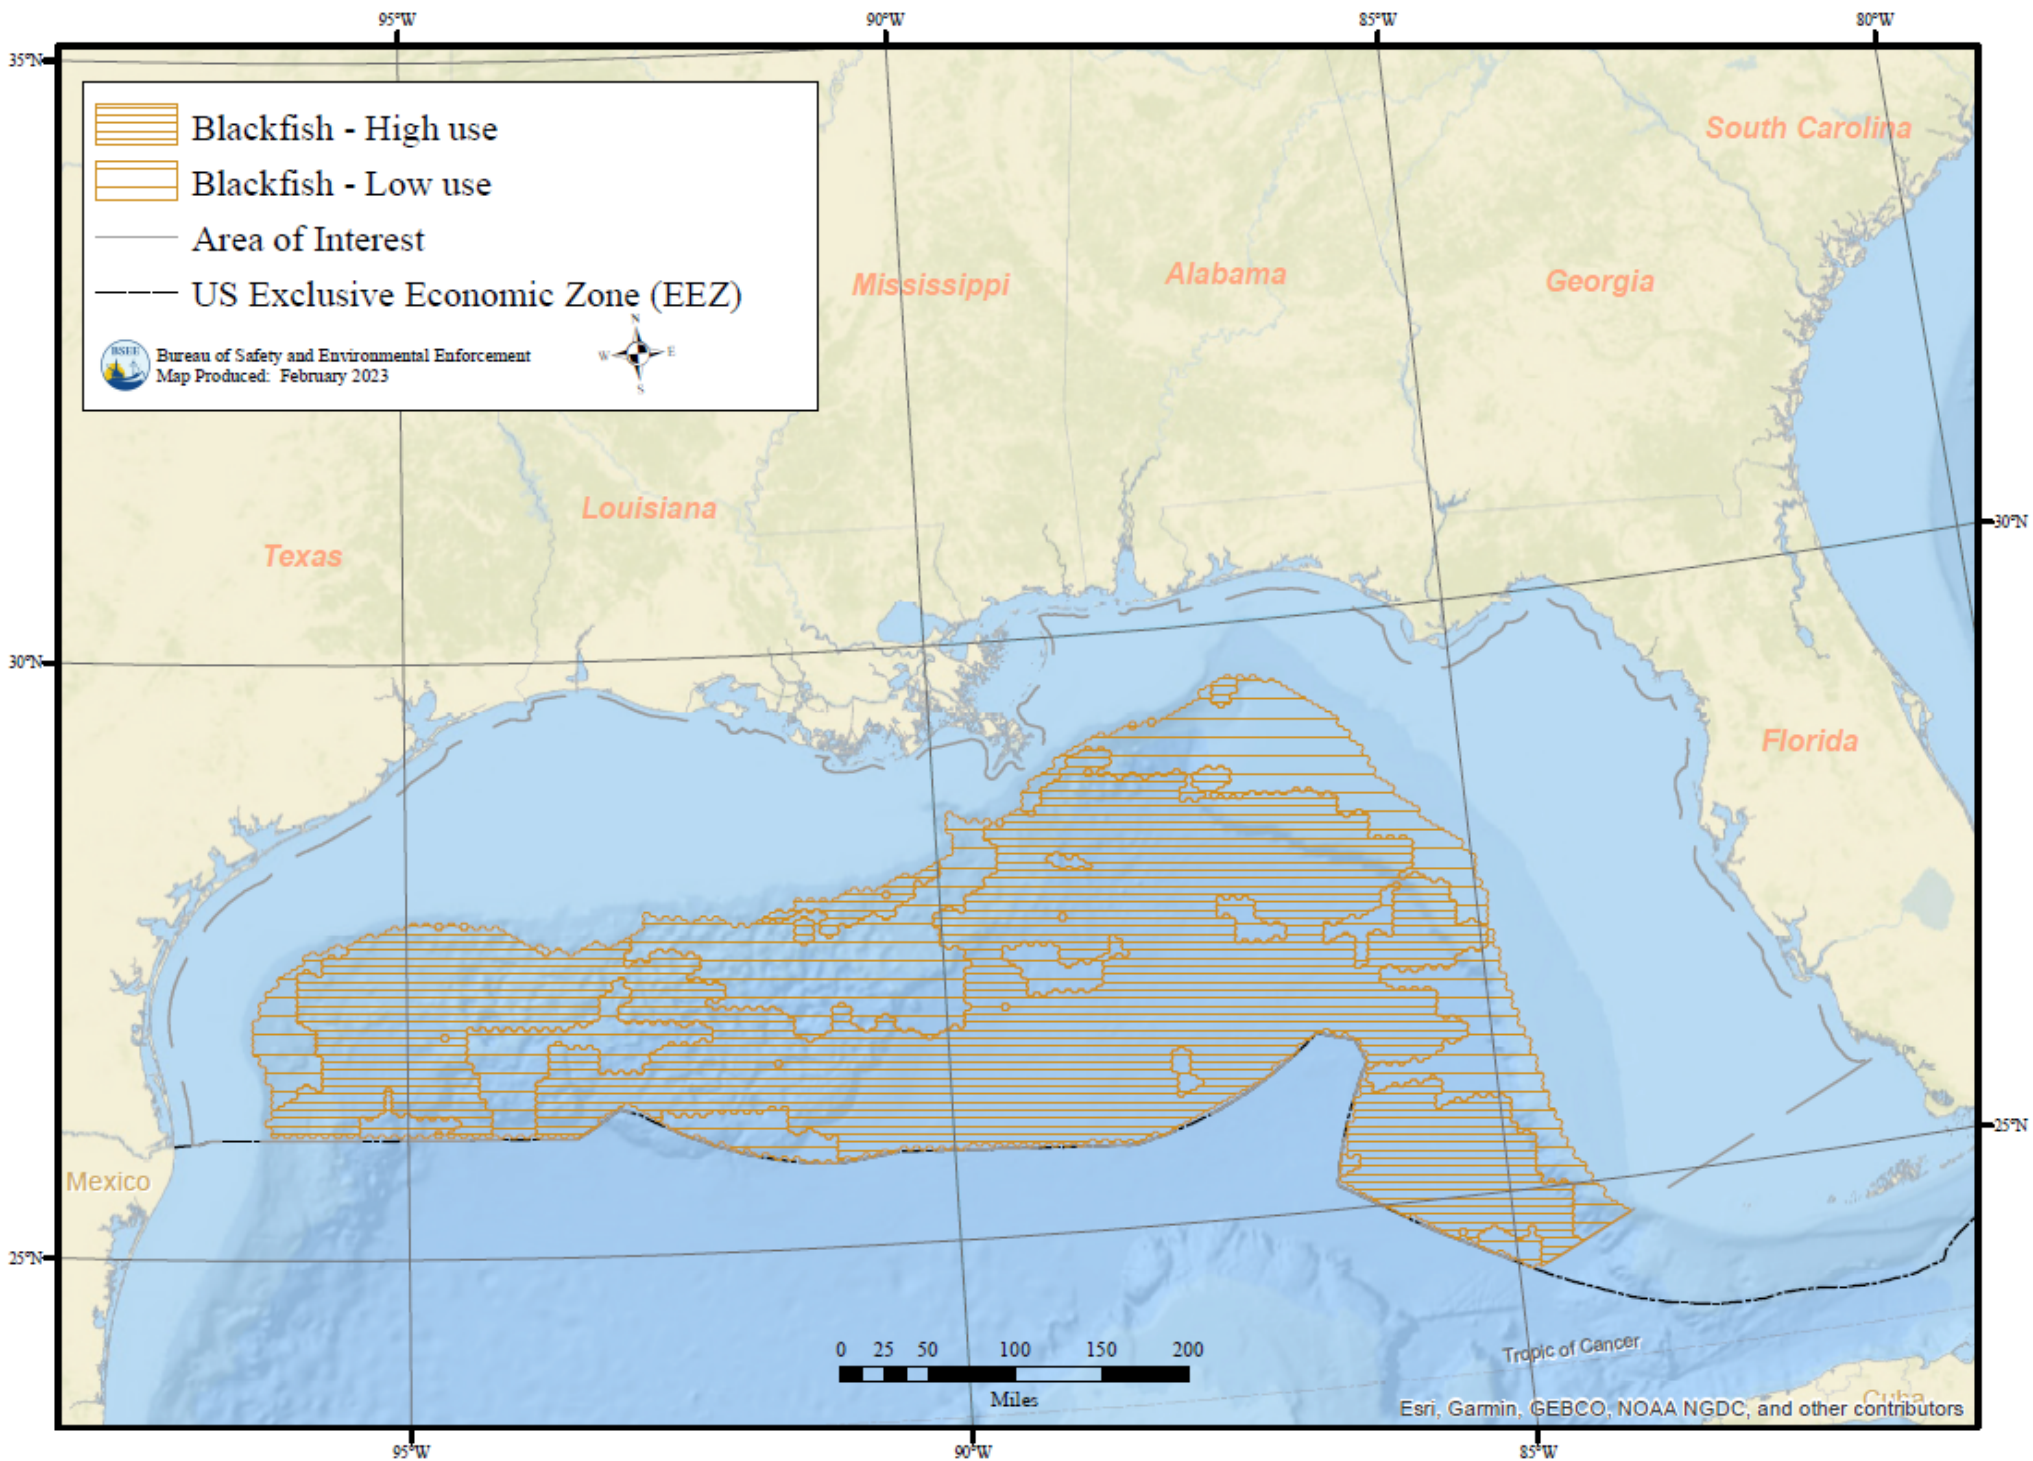 95°W 90°W 85°W 80°W
35°N
Blackfish - High use
Blackfish - Low use
Area of Interest
US Exclusive Economic Zone (EEZ)
BSEE
Bureau of Safety and Environmental Enforcement
Map Produced: February 2023
N
W E
S
South Carolina
Mississippi
Alabama
Georgia
Louisiana
Texas
30°N
30°N
Florida
25°N
Mexico
25°N
0 25 50 100 150 200
Miles
Tropic of Cancer
Cuba
Esri, Garmin, GEBCO, NOAA NGDC, and other contributors
95°W 90°W 85°W